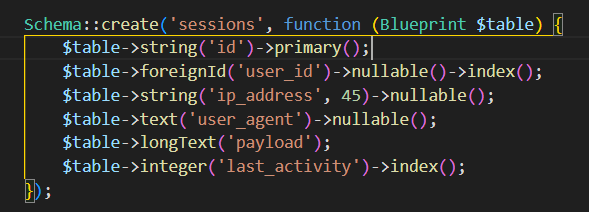 Schema::create('sessions', function (Blueprint $table) {
    $table->string('id')->primary();
    $table->foreignId('user_id')->nullable()->index();
    $table->string('ip_address', 45)->nullable();
    $table->text('user_agent')->nullable();
    $table->longText('payload');
    $table->integer('last_activity')->index();
});